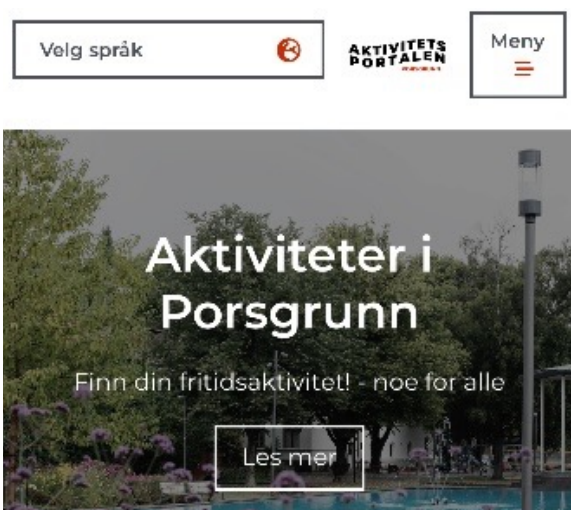 Velg språk
AKTIVITETS
PORTALEN
Meny
Aktiviteter i
Porsgrunn
Finn din fritidsaktivitet! - noe for alle
Les mer